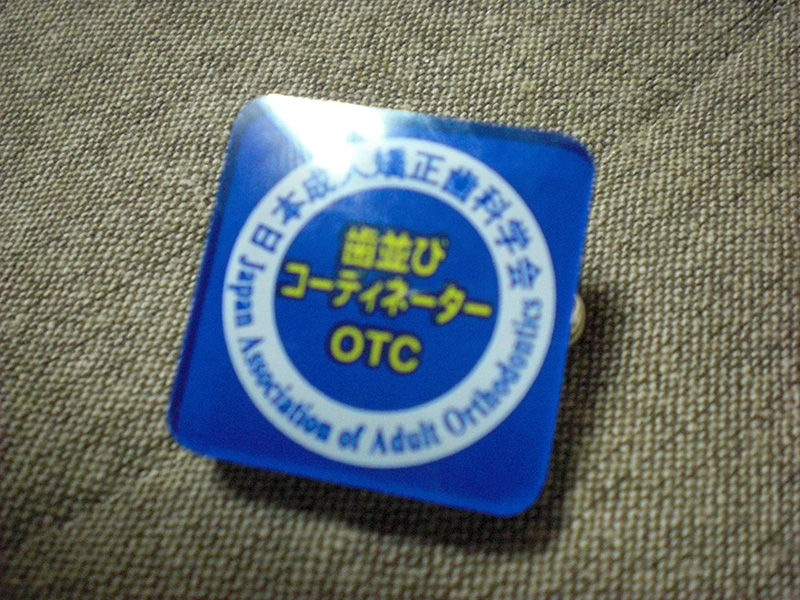 日本成人矯正歯科学会
歯並び
コーディネーター
OTC
Japan Association of Adult Orthodontics